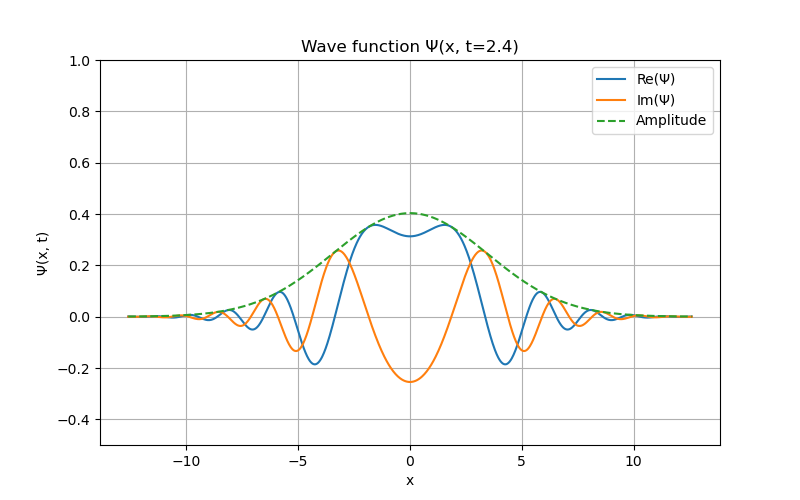 Wave function Ψ(x, t=2.4)
Re(Ψ)
Im(Ψ)
Amplitude
1.0
0.8
0.6
0.4
0.2
0.0
−0.2
−0.4
Ψ(x, t)
−10
−5
0
5
10
x